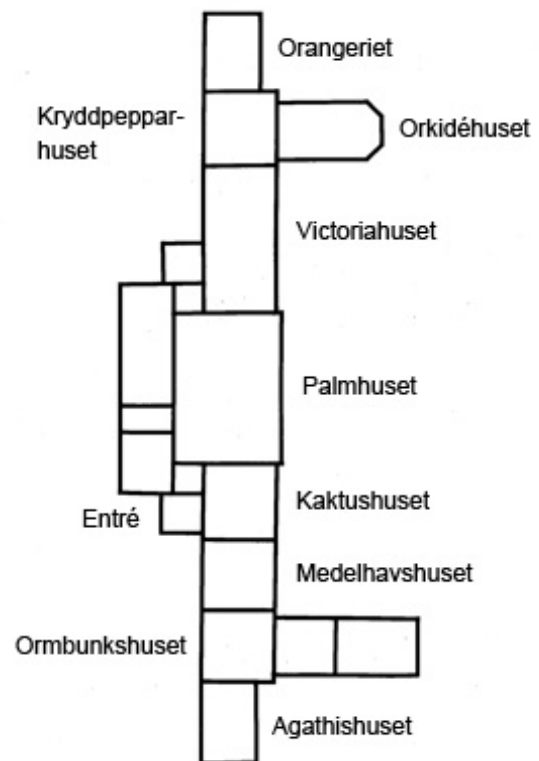 Orangeriet
Kryddpeppar-
huset
Orkidéhuset
Victoriahuset
Palmhuset
Kaktushuset
Entré
Medelhavshuset
Ormbunkshuset
Agathishuset